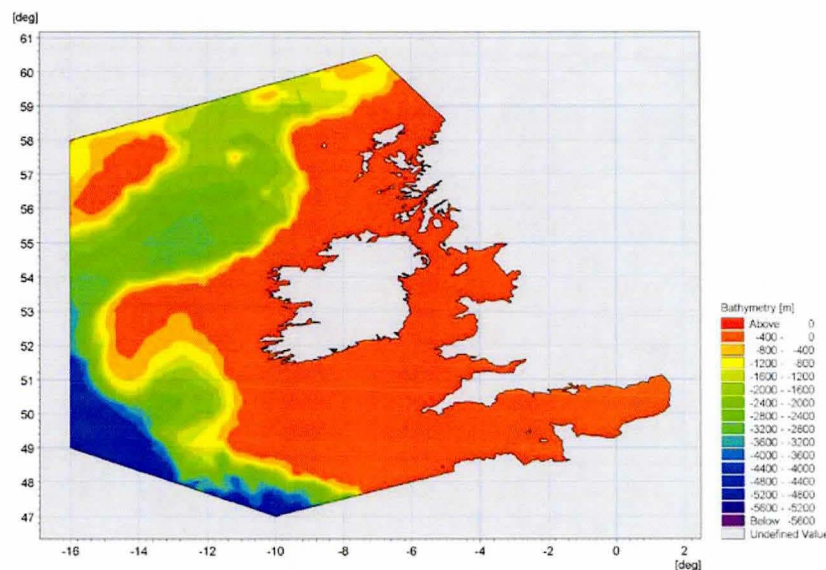 [deg]
61
60
59
58
57
56
55
54
53
52
51
50
49
48
47
-16 -14 -12 -10 -8 -6 -4 -2 0 2
[deg]
Bathymetry [m]
Above 0
-400 - 0
-800 - -400
-1200 - -800
-1600 - -1200
-2000 - -1600
-2400 - -2000
-2800 - -2400
-3200 - -2800
-3600 - -3200
-4000 - -3600
-4400 - -4000
-4800 - -4400
-5200 - -4800
-5600 - -5200
Below -5600
Undefined Value